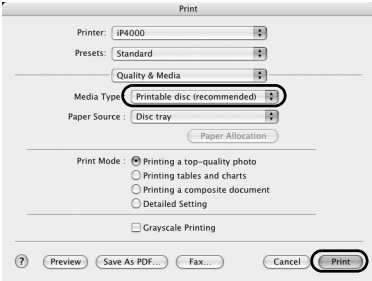 Print
Printer: iP4000
Presets: Standard
Quality & Media
Media Type: Printable disc (recommended)
Paper Source : Disc tray
Paper Allocation
Print Mode : Printing a top-quality photo
Printing tables and charts
Printing a composite document
Detailed Setting
Grayscale Printing
? Preview Save As PDF... Fax... Cancel Print